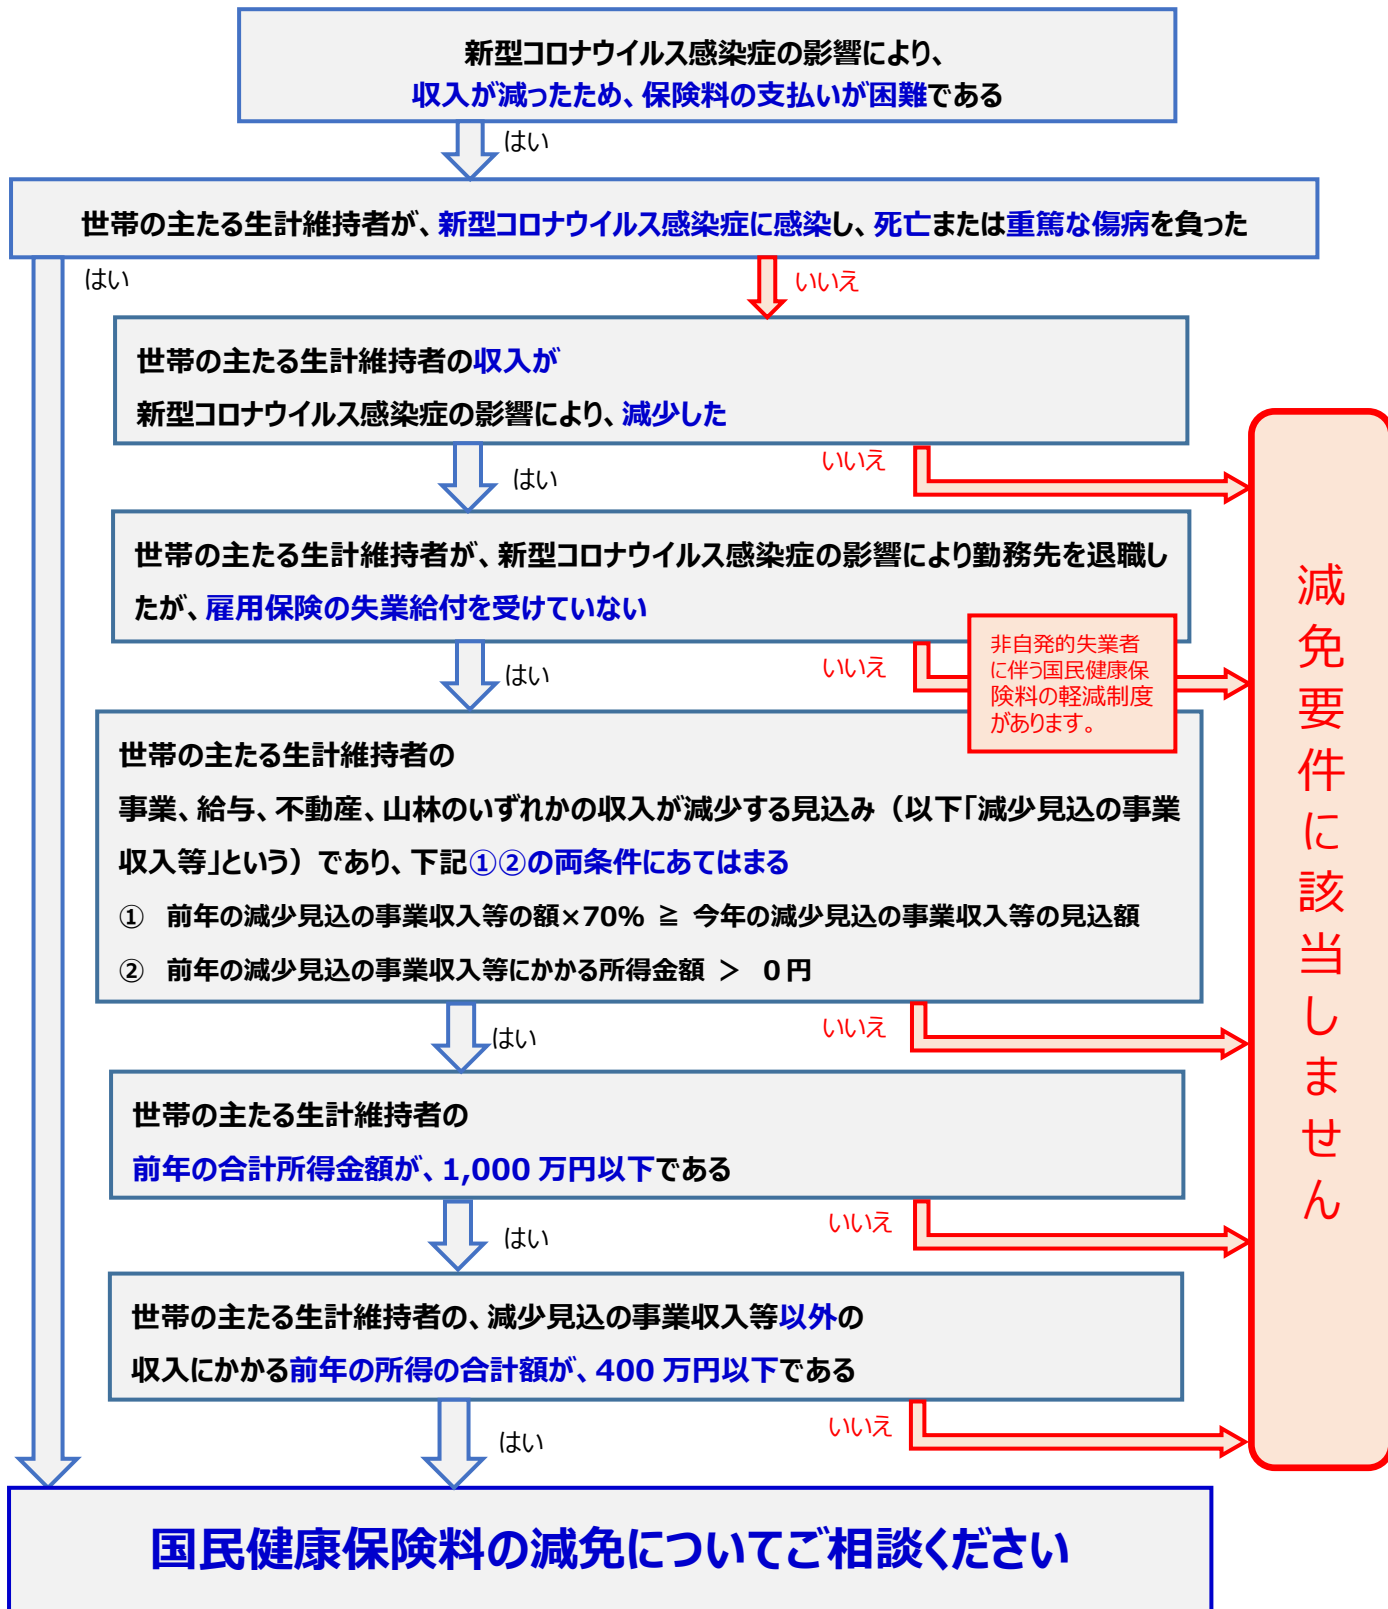 新型コロナウイルス感染症の影響により、
収入が減ったため、保険料の支払いが困難である
はい
世帯の主たる生計維持者が、新型コロナウイルス感染症に感染し、死亡または重篤な傷病を負った
はい
いいえ
世帯の主たる生計維持者の収入が
新型コロナウイルス感染症の影響により、減少した
はい
いいえ
世帯の主たる生計維持者が、新型コロナウイルス感染症の影響により勤務先を退職し
たが、雇用保険の失業給付を受けていない
はい
いいえ
非自発的失業者
に伴う国民健康保
険料の軽減制度
があります。
世帯の主たる生計維持者の
事業、給与、不動産、山林のいずれかの収入が減少する見込み（以下「減少見込の事業
収入等」という）であり、下記①②の両条件にあてはまる
① 前年の減少見込の事業収入等の額×70% ≧ 今年の減少見込の事業収入等の見込額
② 前年の減少見込の事業収入等にかかる所得金額 ＞ ０円
はい
いいえ
世帯の主たる生計維持者の
前年の合計所得金額が、1,000 万円以下である
はい
いいえ
世帯の主たる生計維持者の、減少見込の事業収入等以外の
収入にかかる前年の所得の合計額が、400 万円以下である
はい
いいえ
減免要件に該当しません
国民健康保険料の減免についてご相談ください